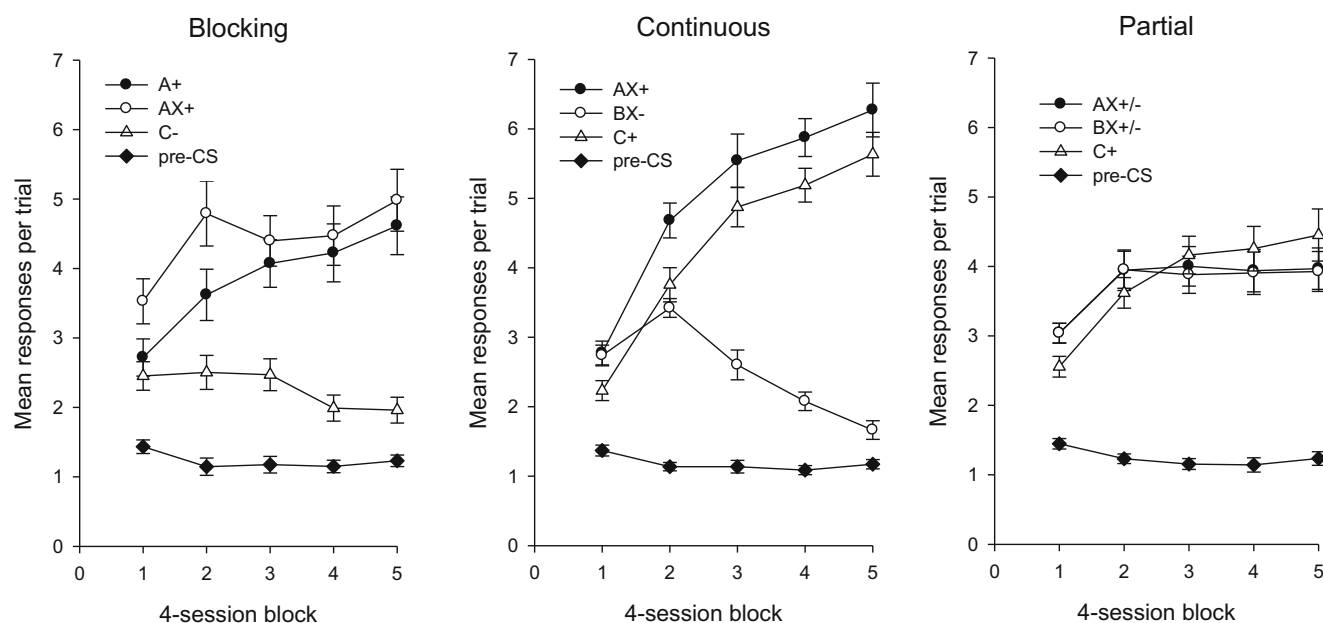 Blocking
Continuous
Partial
A+
AX+
C-
pre-CS
Mean responses per trial
7
6
5
4
3
2
1
0
0 1 2 3 4 5
4-session block
AX+
BX-
C+
pre-CS
Mean responses per trial
7
6
5
4
3
2
1
0
0 1 2 3 4 5
4-session block
AX+/-
BX+/-
C+
pre-CS
Mean responses per trial
7
6
5
4
3
2
1
0
0 1 2 3 4 5
4-session block